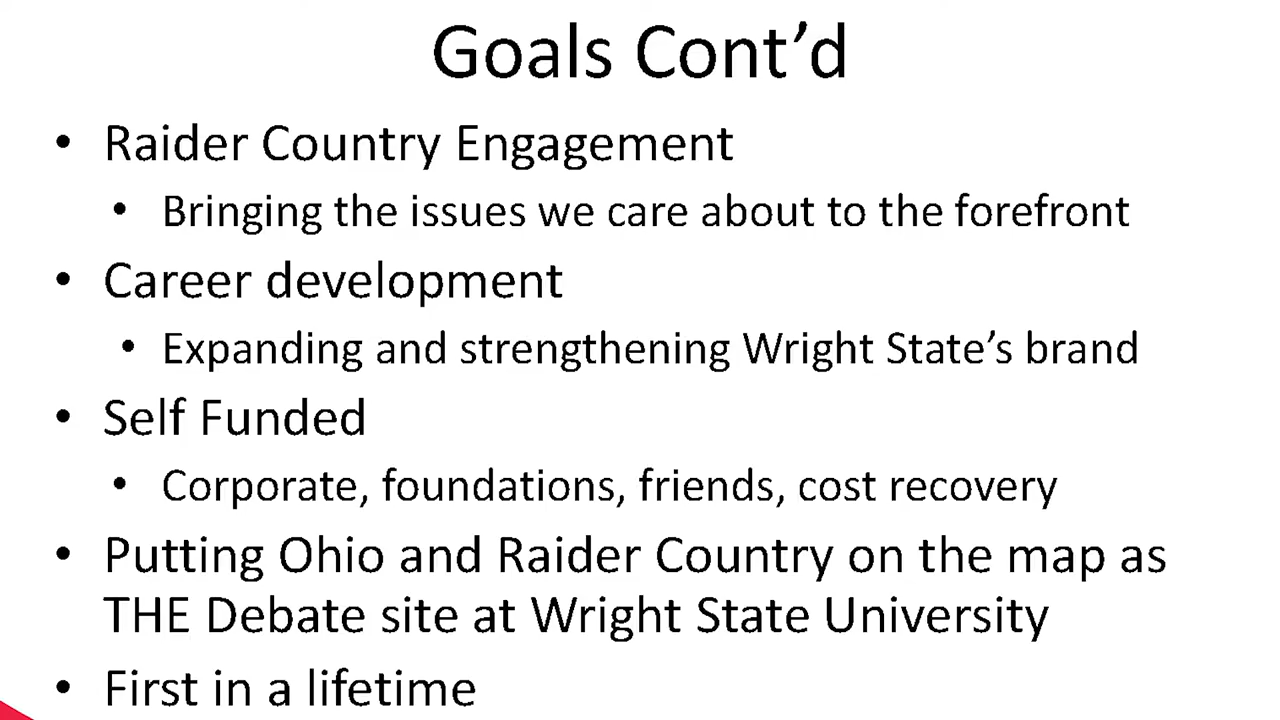 Goals Cont’d
• Raider Country Engagement
• Bringing the issues we care about to the forefront
• Career development
• Expanding and strengthening Wright State’s brand
• Self Funded
• Corporate, foundations, friends, cost recovery
• Putting Ohio and Raider Country on the map as
THE Debate site at Wright State University
• First in a lifetime